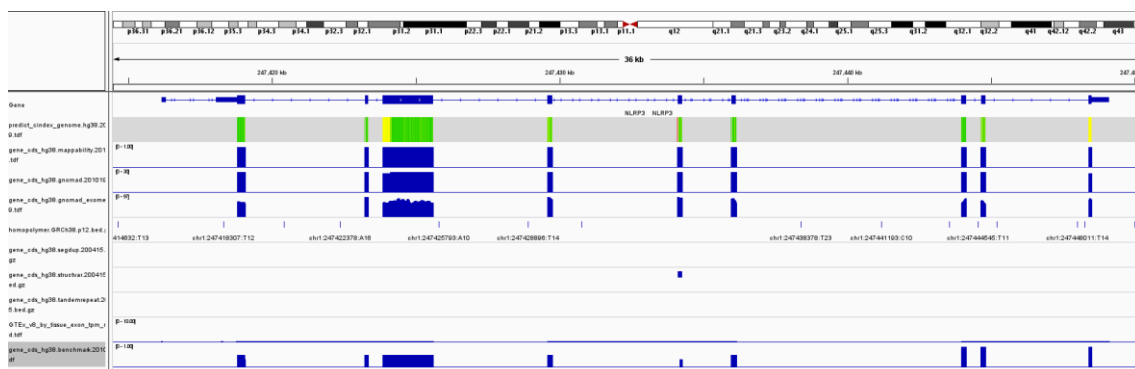 p36.31 p36.21 p36.12 p35.3 p34.3 p34.1 p32.3 p32.1 p31.2 p31.1 p22.3 p22.1 p21.2 p13.3 p13.1 p11.1 q12 q21.1 q21.3 q23.2 q24.1 q25.1 q25.3 q31.2 q32.1 q32.3 q41 q42.12 q42.2 q43
36 kb
247,420 kb 247,430 kb 247,440 kb
Gene
NLRP3 NLRP3
predict_cindex_genome.hg38.20
9.tdf
gene_cds_hg38.mappability.201
.tdf
[0-1.00]
gene_cds_hg38.gnomad.201019
[0-30]
gene_cds_hg38.gnomad_exome
9.tdf
[0-97]
homopolymer.GRCh38.p12.bed.
414632:T13 chr1:247418307:T12 chr1:247422378:A16 chr1:247425793:A10 chr1:247428896:T14 chr1:247438378:T23 chr1:247441193:C10 chr1:247444545:T11 chr1:247448011:T14
gene_cds_hg38.segdup.200415.
gz
gene_cds_hg38.structvar.200415
ed.gz
gene_cds_hg38.tandemrepeat.2
5.bed.gz
GTEx_v8_by_tissue_exon_tpm_
d.tdf
[0-10.00]
gene_cds_hg38.benchmark.2010
df
[0-1.00]